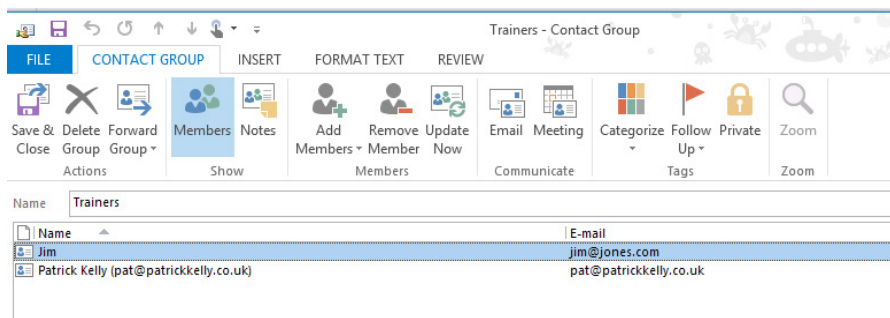 Trainers - Contact Group
FILE CONTACT GROUP INSERT FORMAT TEXT REVIEW
Save & Delete Forward Members Notes Add Remove Update Email Meeting Categorize Follow Private Zoom
Close Group Group Members Member Now Up
Actions Show Members Communicate Tags Zoom
Name Trainers
Name E-mail
Jim jim@jones.com
Patrick Kelly (pat@patrickkelly.co.uk) pat@patrickkelly.co.uk